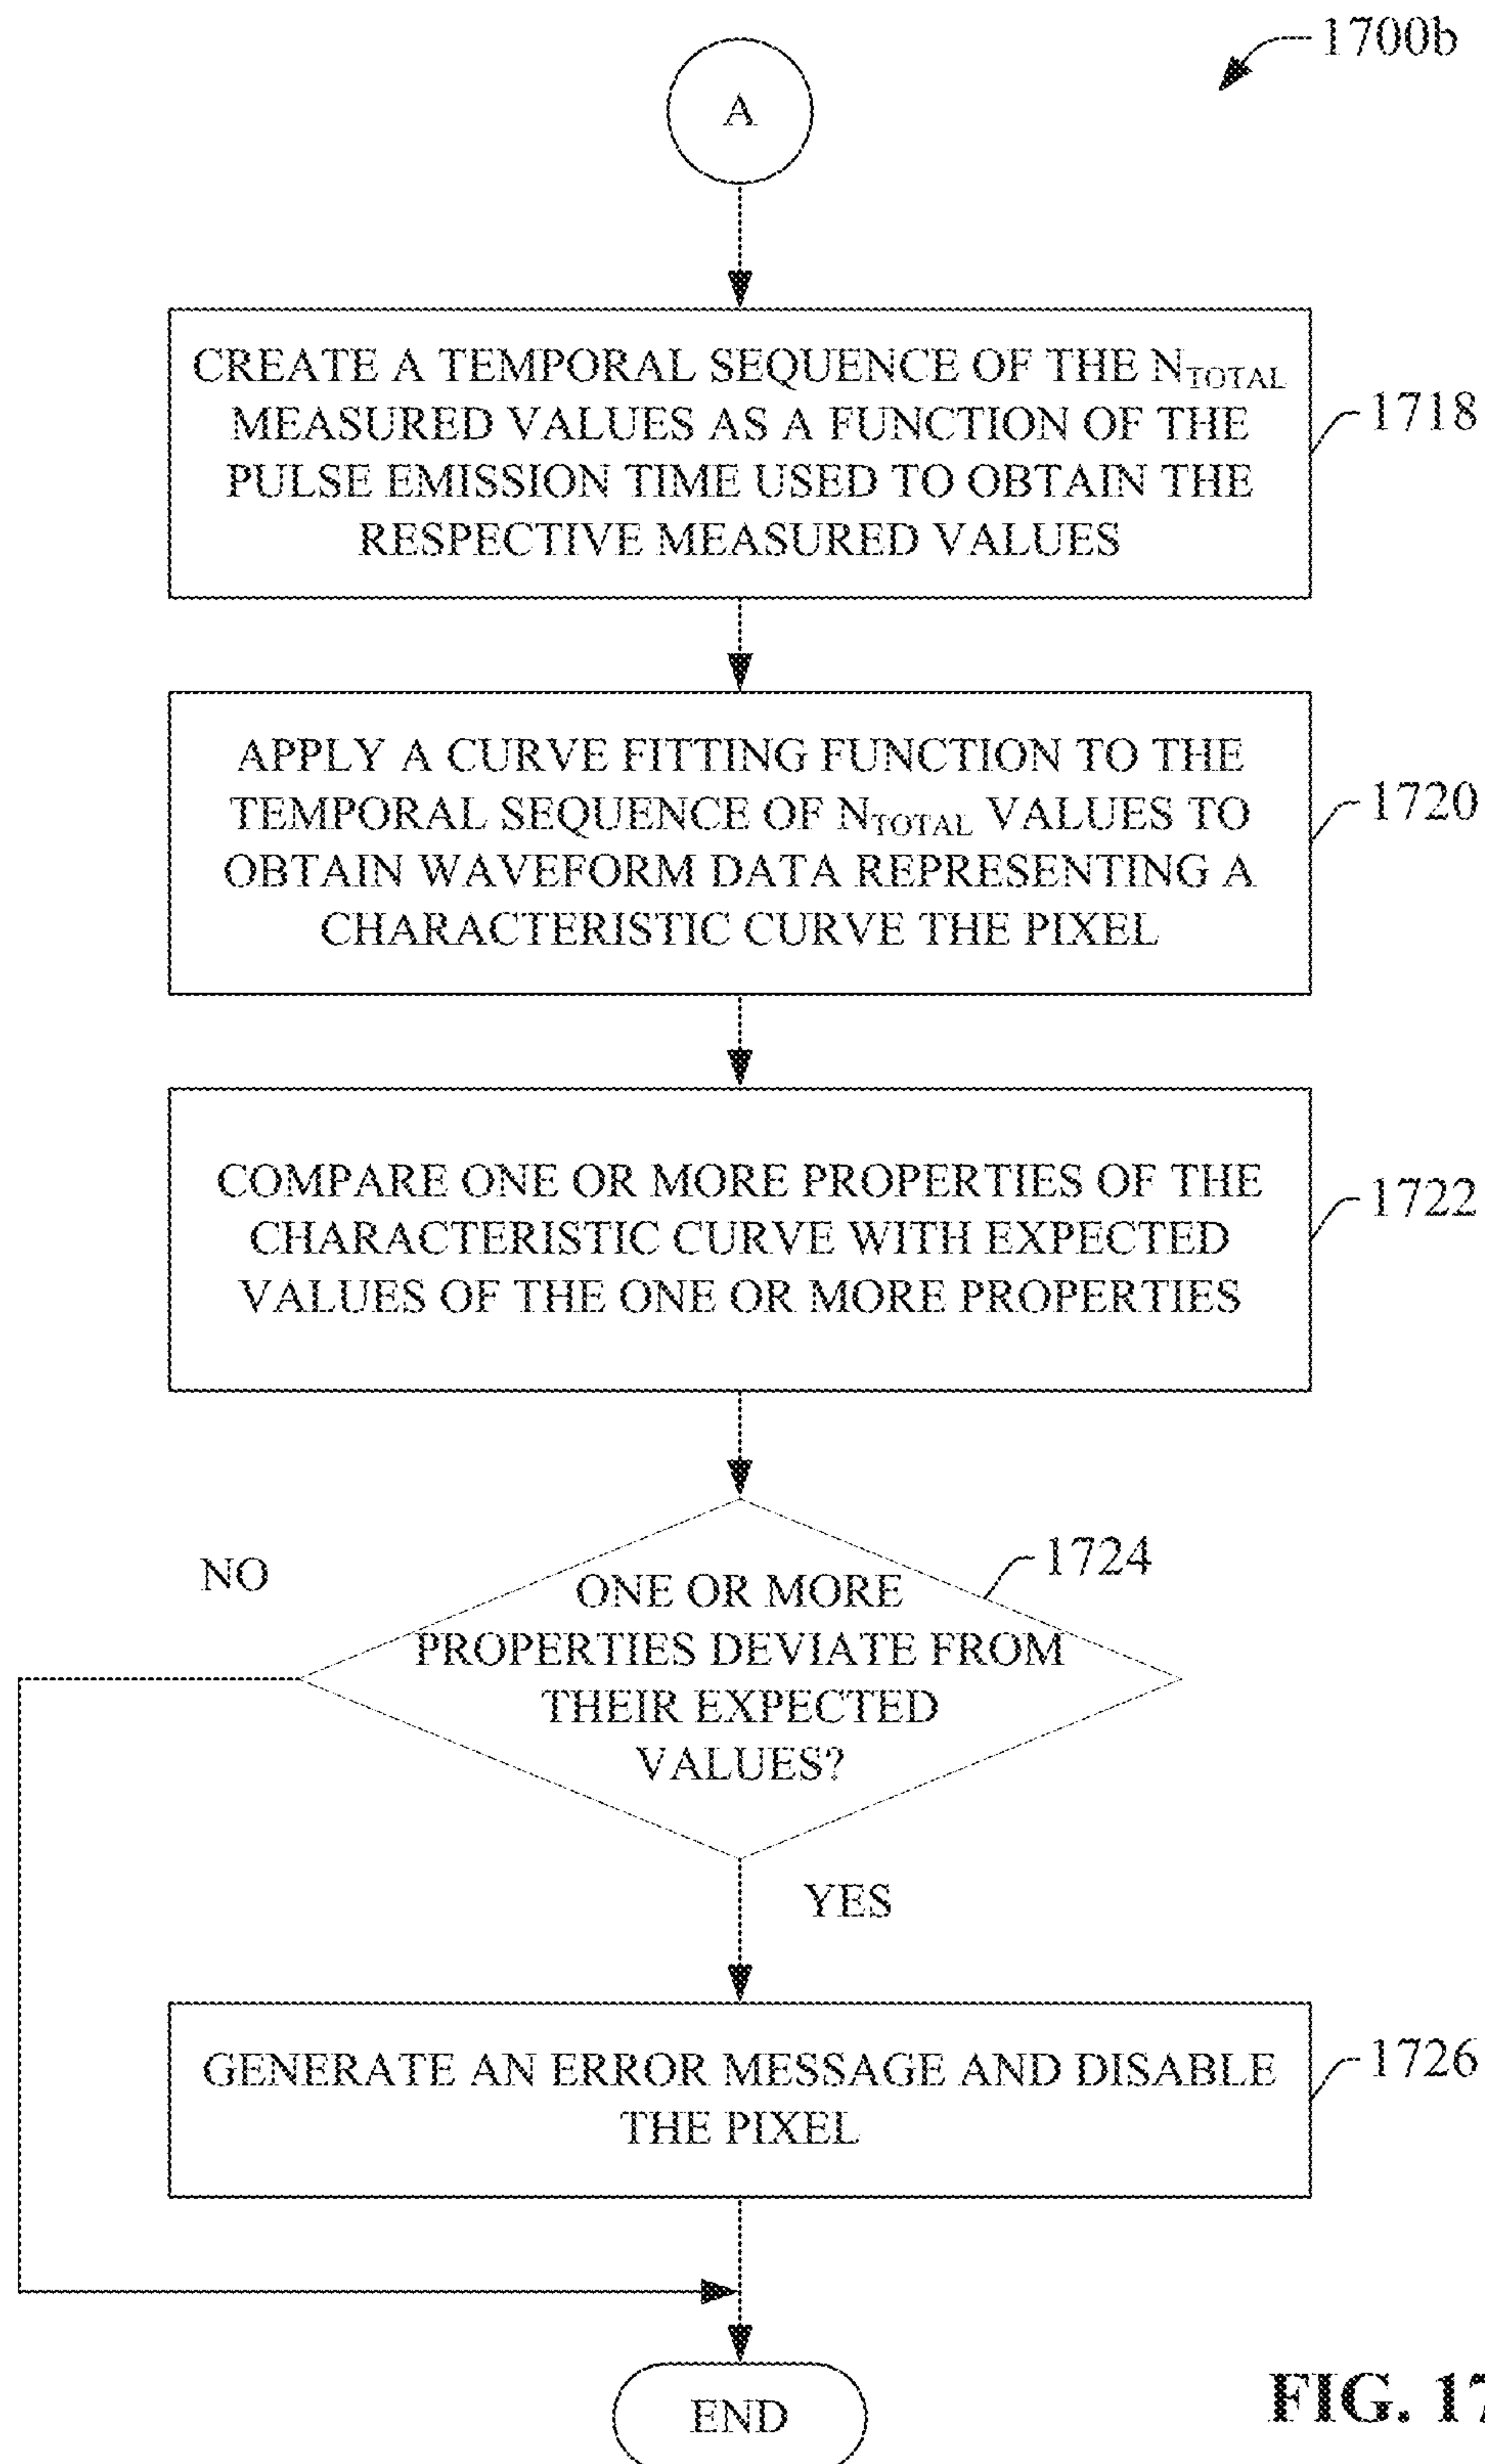 1700b
A
CREATE A TEMPORAL SEQUENCE OF THE NTOTAL
MEASURED VALUES AS A FUNCTION OF THE
PULSE EMISSION TIME USED TO OBTAIN THE
RESPECTIVE MEASURED VALUES
1718
APPLY A CURVE FITTING FUNCTION TO THE
TEMPORAL SEQUENCE OF NTOTAL VALUES TO
OBTAIN WAVEFORM DATA REPRESENTING A
CHARACTERISTIC CURVE THE PIXEL
1720
COMPARE ONE OR MORE PROPERTIES OF THE
CHARACTERISTIC CURVE WITH EXPECTED
VALUES OF THE ONE OR MORE PROPERTIES
1722
NO
1724
ONE OR MORE
PROPERTIES DEVIATE FROM
THEIR EXPECTED
VALUES?
YES
GENERATE AN ERROR MESSAGE AND DISABLE
THE PIXEL
1726
END
FIG. 17